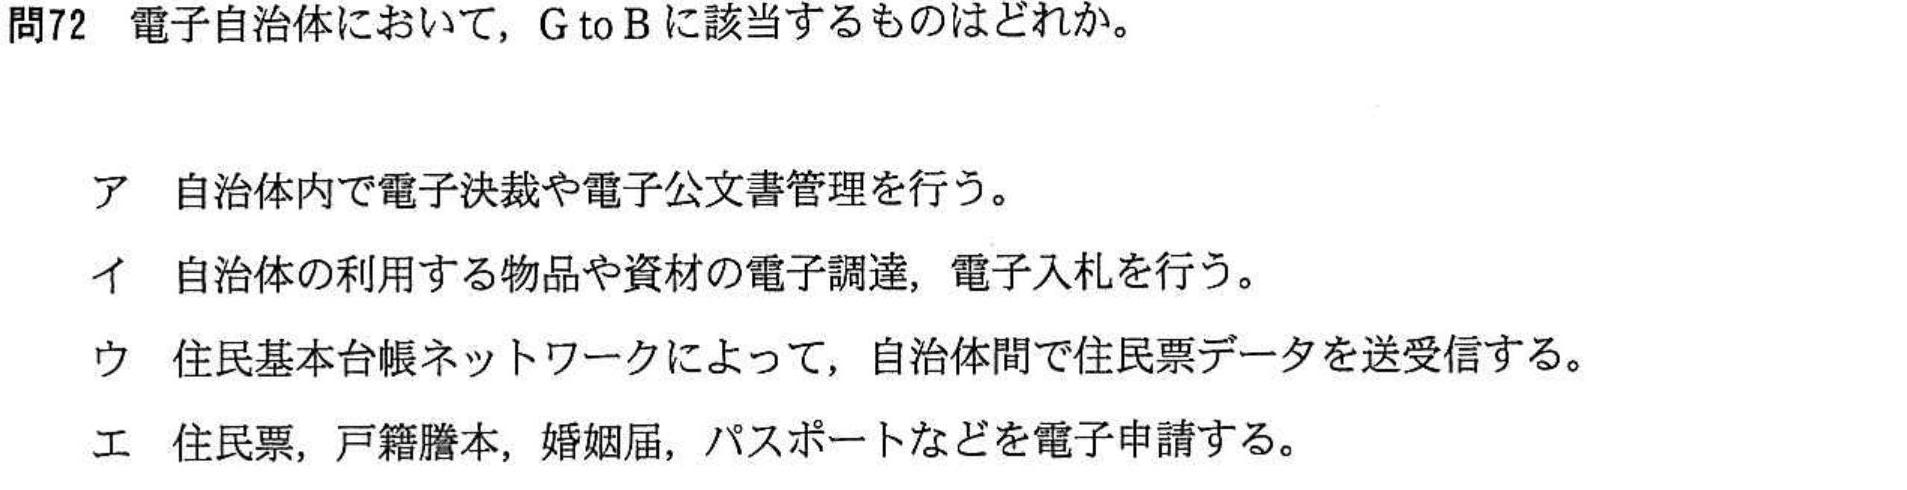 問72 電子自治体において，G to B に該当するものはどれか。
ア 自治体内で電子決裁や電子公文書管理を行う。
イ 自治体の利用する物品や資材の電子調達，電子入札を行う。
ウ 住民基本台帳ネットワークによって，自治体間で住民票データを送受信する。
エ 住民票，戸籍謄本，婚姻届，パスポートなどを電子申請する。